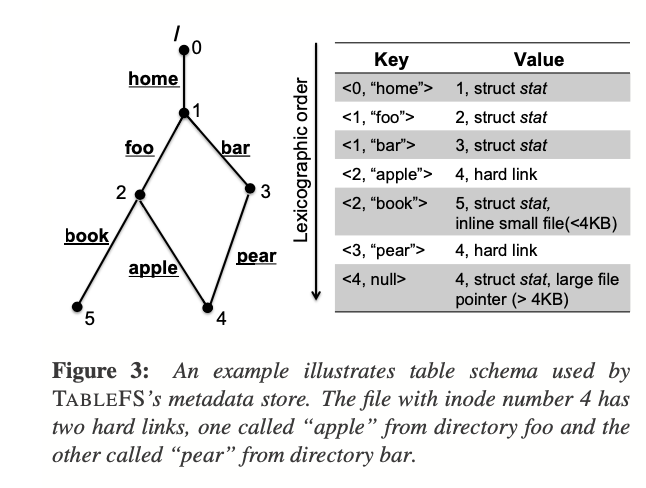 /
0
home
1
foo
bar
2
3
book
apple
pear
5
4
Lexicographic order
Key Value
<0, “home”> 1, struct stat
<1, “foo”> 2, struct stat
<1, “bar”> 3, struct stat
<2, “apple”> 4, hard link
<2, “book”> 5, struct stat,
inline small file(<4KB)
<3, “pear”> 4, hard link
<4, null> 4, struct stat, large file
pointer (> 4KB)
Figure 3: An example illustrates table schema used by
TABLEFS’s metadata store. The file with inode number 4 has
two hard links, one called “apple” from directory foo and the
other called “pear” from directory bar.